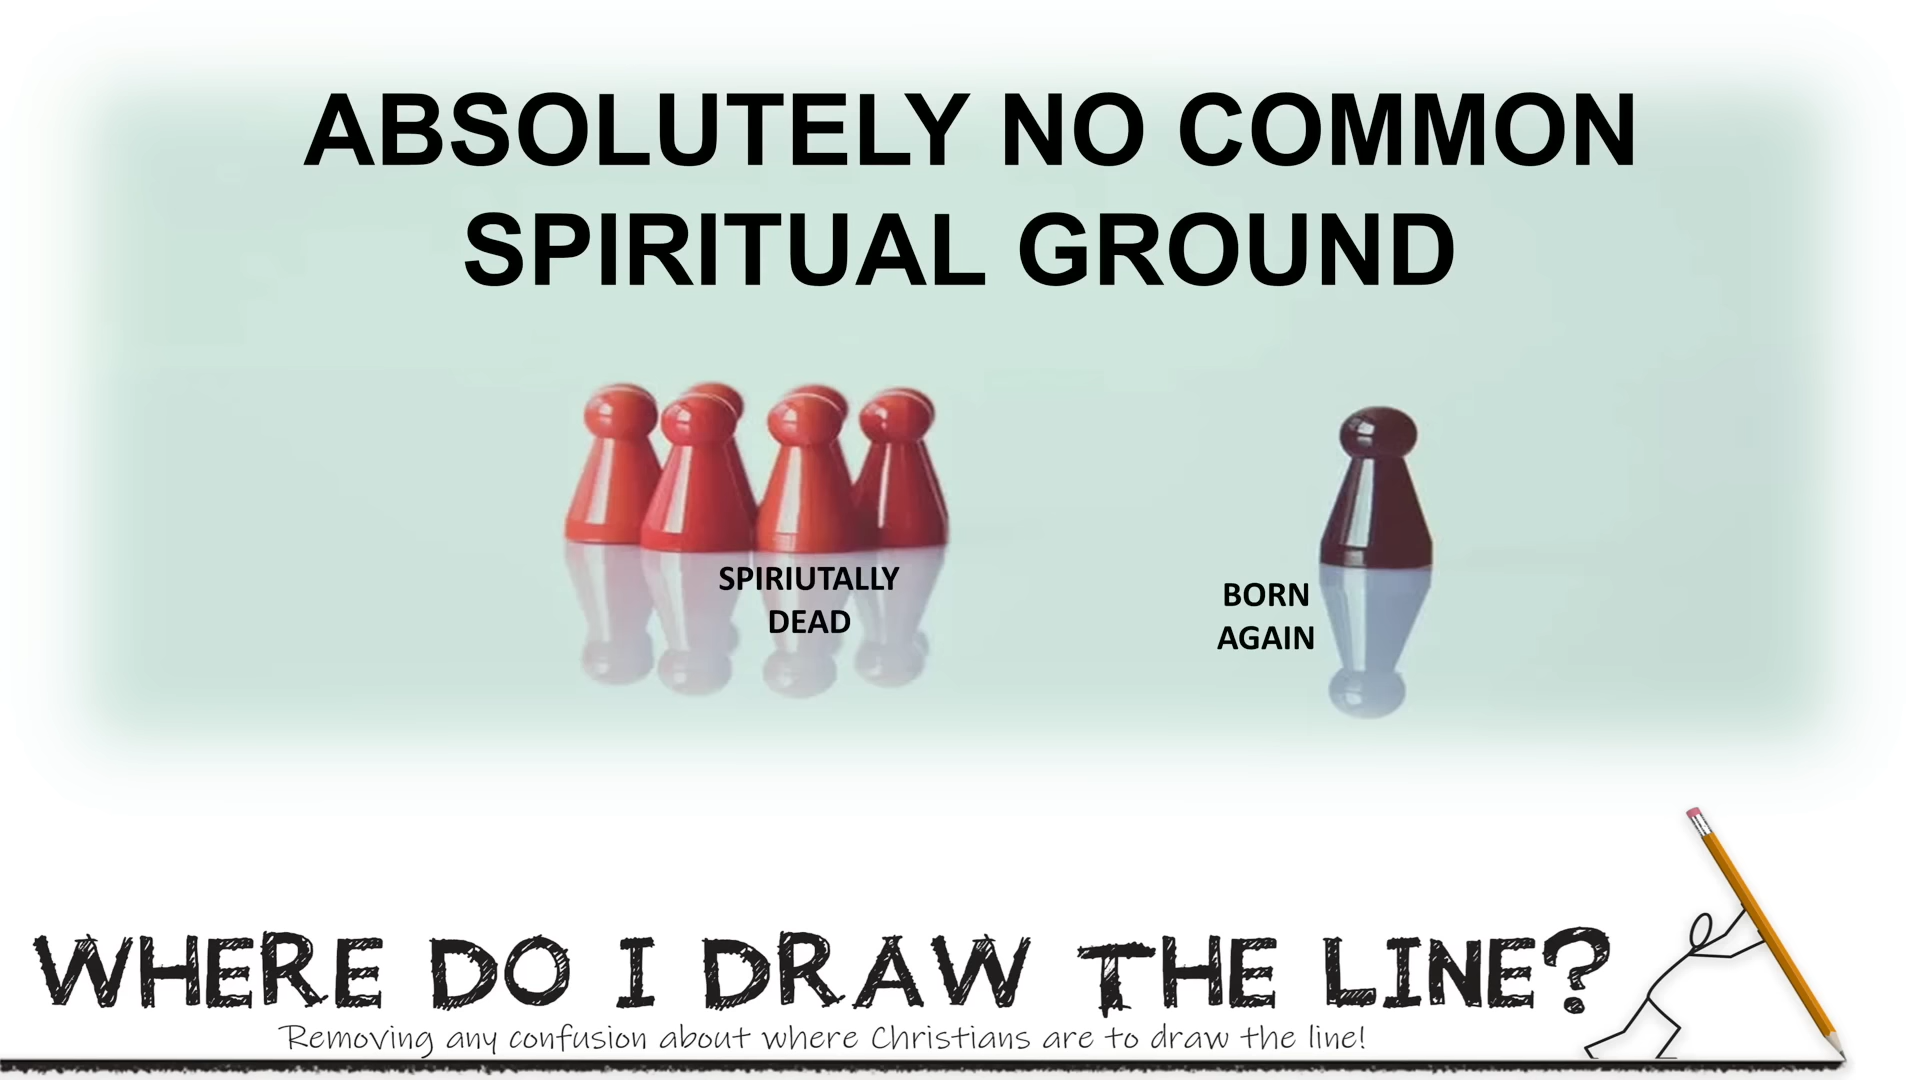 ABSOLUTELY NO COMMON
SPIRITUAL GROUND
SPIRIUTALLY
DEAD
BORN
AGAIN
WHERE DO I DRAW THE LINE?
Removing any confusion about where Christians are to draw the line!